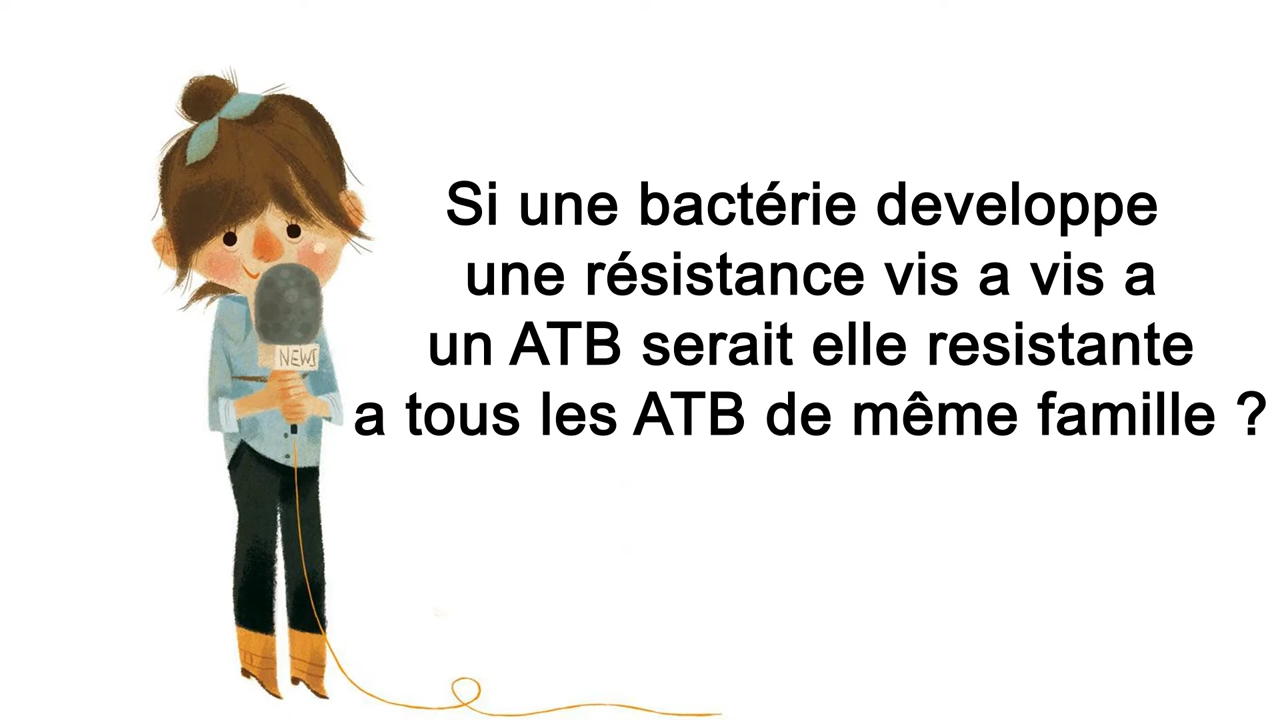 Si une bactérie developpe
une résistance vis a vis a
un ATB serait elle resistante
a tous les ATB de même famille ?
NEWS